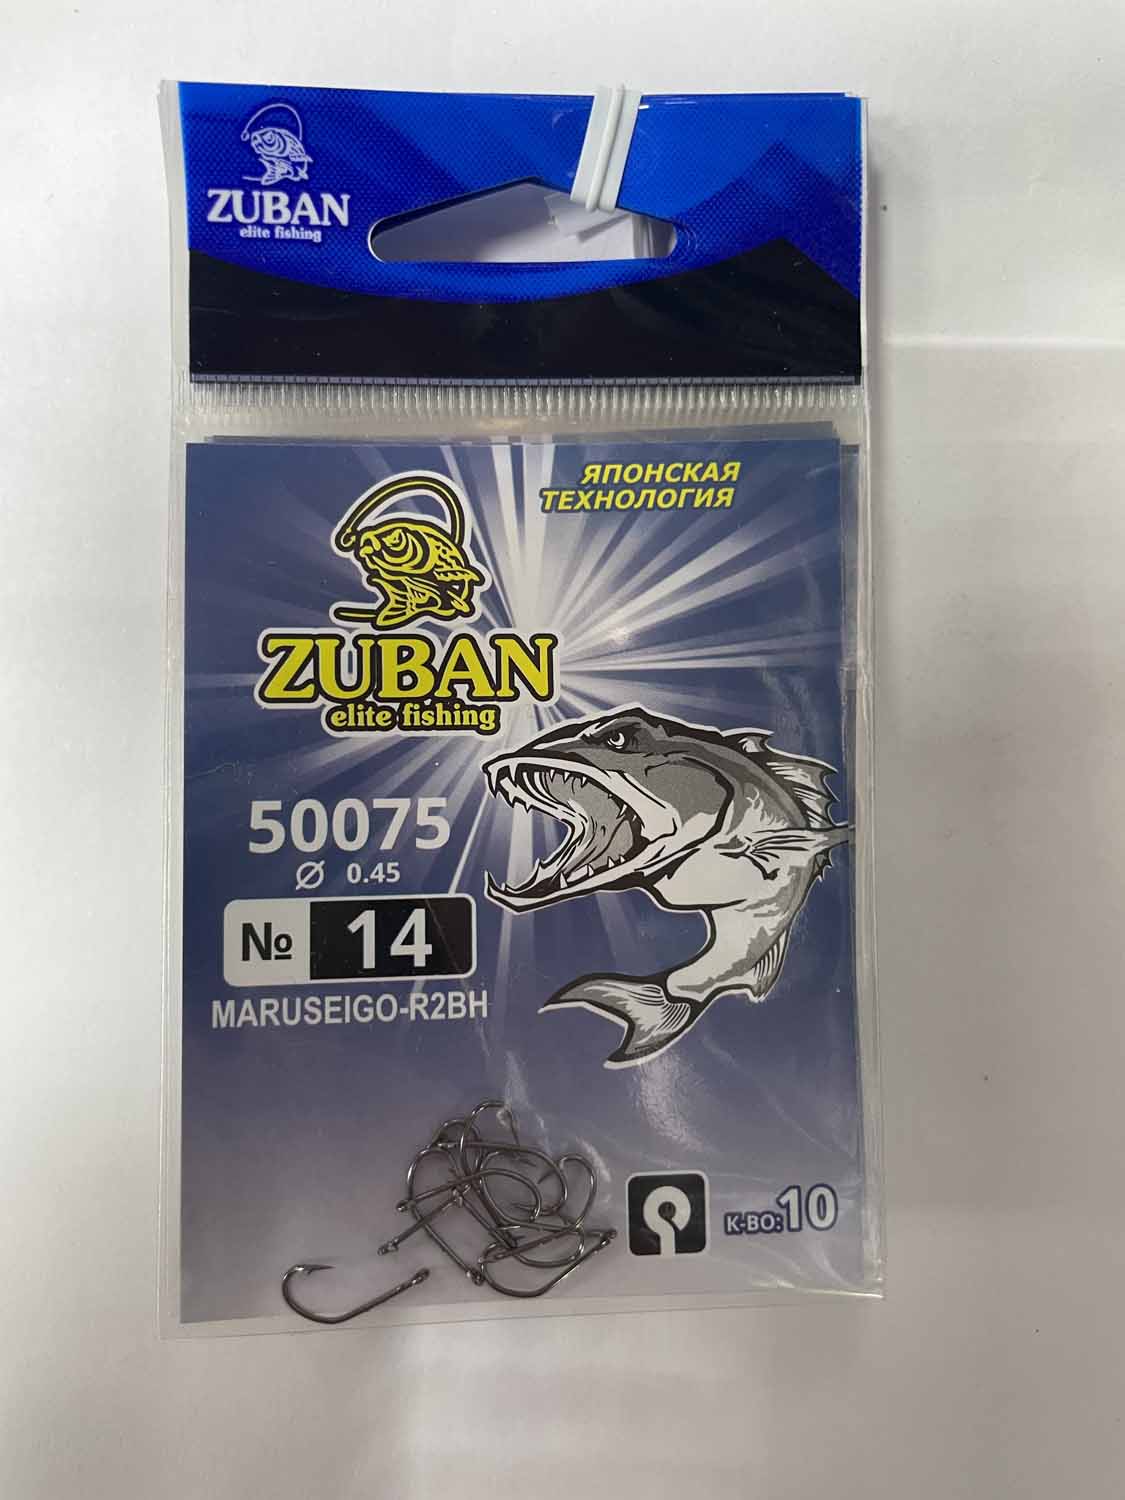 ZUBAN
elite fishing
ЯПОНСКАЯ
ТЕХНОЛОГИЯ
ZUBAN
elite fishing
50075
Ø 0.45
№ 14
MARUSEIGO-R2BH
К-ВО: 10